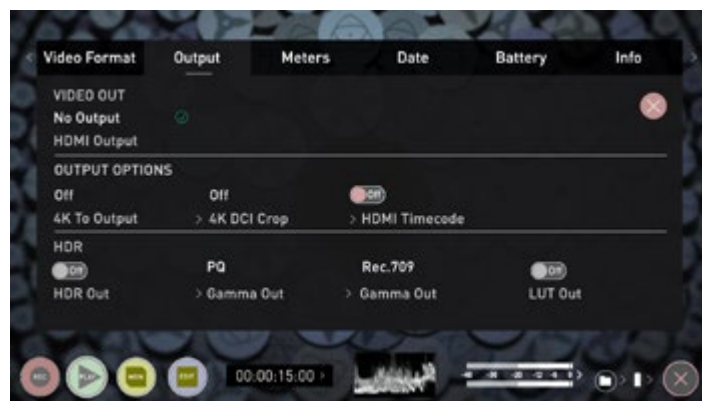 Video Format Output Meters Date Battery Info
VIDEO OUT
No Output
HDMI Output
OUTPUT OPTIONS
Off Off Off
4K To Output > 4K DCI Crop > HDMI Timecode
HDR
Off PQ Rec.709 Off
HDR Out > Gamma Out > Gamma Out LUT Out
REC PLAY MON EDIT 00:00:15:00 >